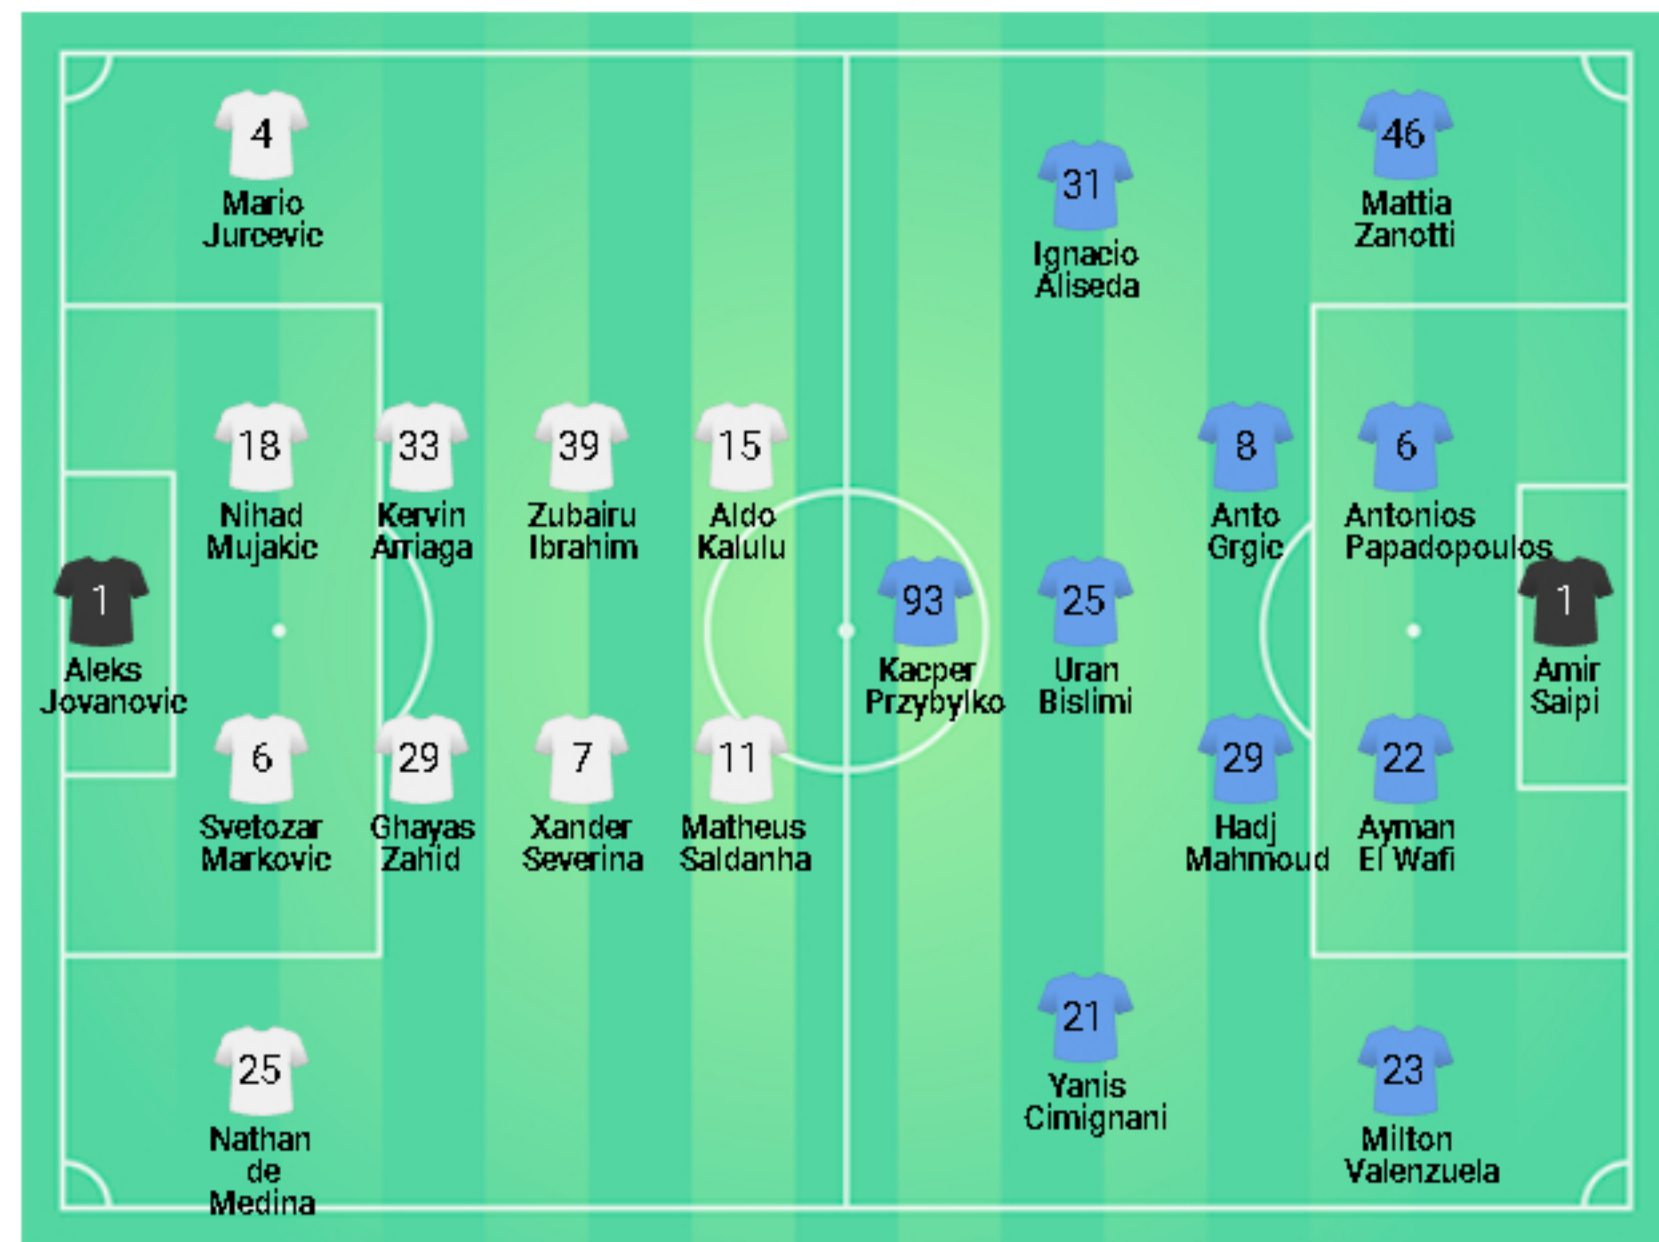 4
Mario
Jurcevic
18
Nihad
Mujakic
33
Kervin
Arriaga
39
Zubairu
Ibrahim
15
Aldo
Kalulu
1
Aleks
Jovanovic
6
Svetozar
Markovic
29
Ghayas
Zahid
7
Xander
Severina
11
Matheus
Saldanha
25
Nathan
de
Medina
46
Mattia
Zanotti
31
Ignacio
Aliseda
8
Anto
Grgic
6
Antonios
Papadopoulos
93
Kacper
Przybylko
25
Uran
Bislimi
1
Amir
Saipi
29
Hadj
Mahmoud
22
Ayman
El Wafi
21
Yanis
Cimignani
23
Milton
Valenzuela